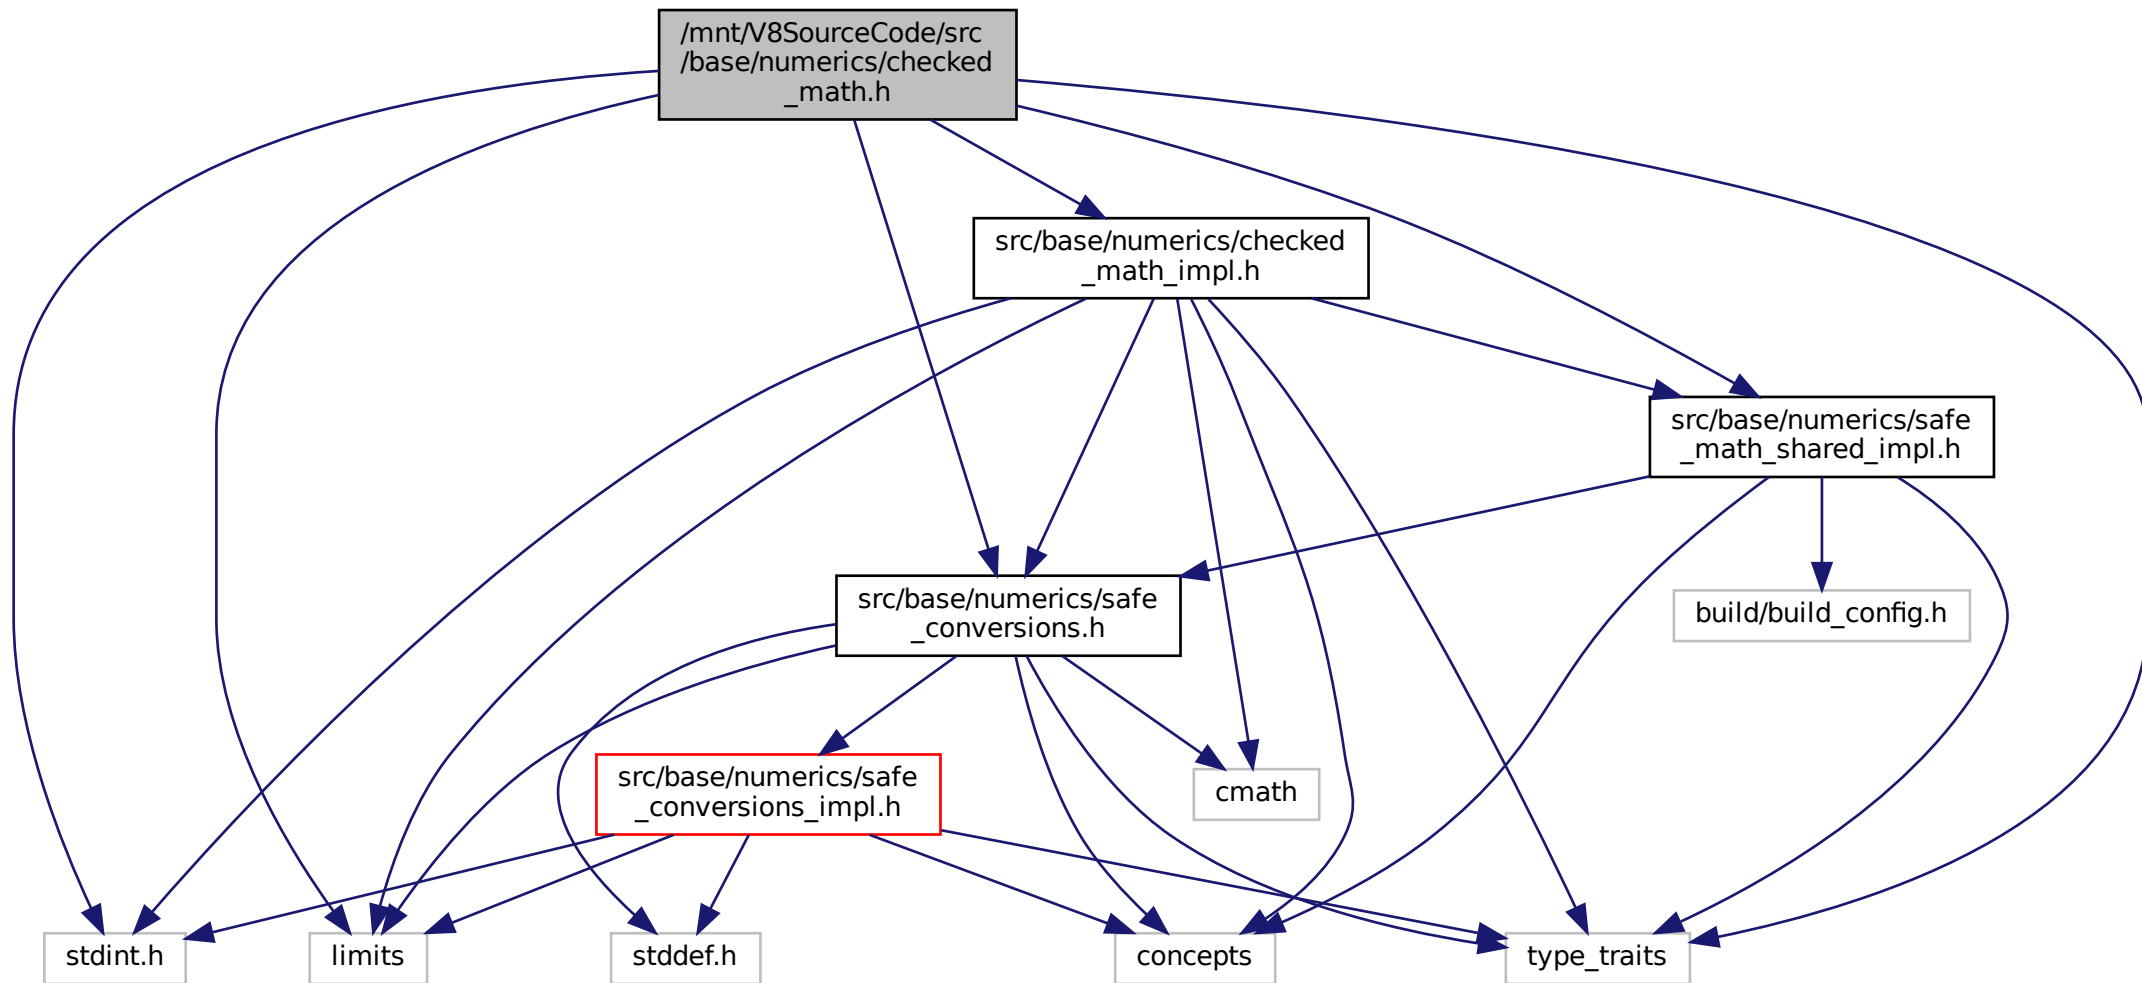 /mnt/V8SourceCode/src
/base/numerics/checked
_math.h
src/base/numerics/checked
_math_impl.h
src/base/numerics/safe
_math_shared_impl.h
src/base/numerics/safe
_conversions.h
build/build_config.h
src/base/numerics/safe
_conversions_impl.h
cmath
stdint.h
limits
stddef.h
concepts
type_traits